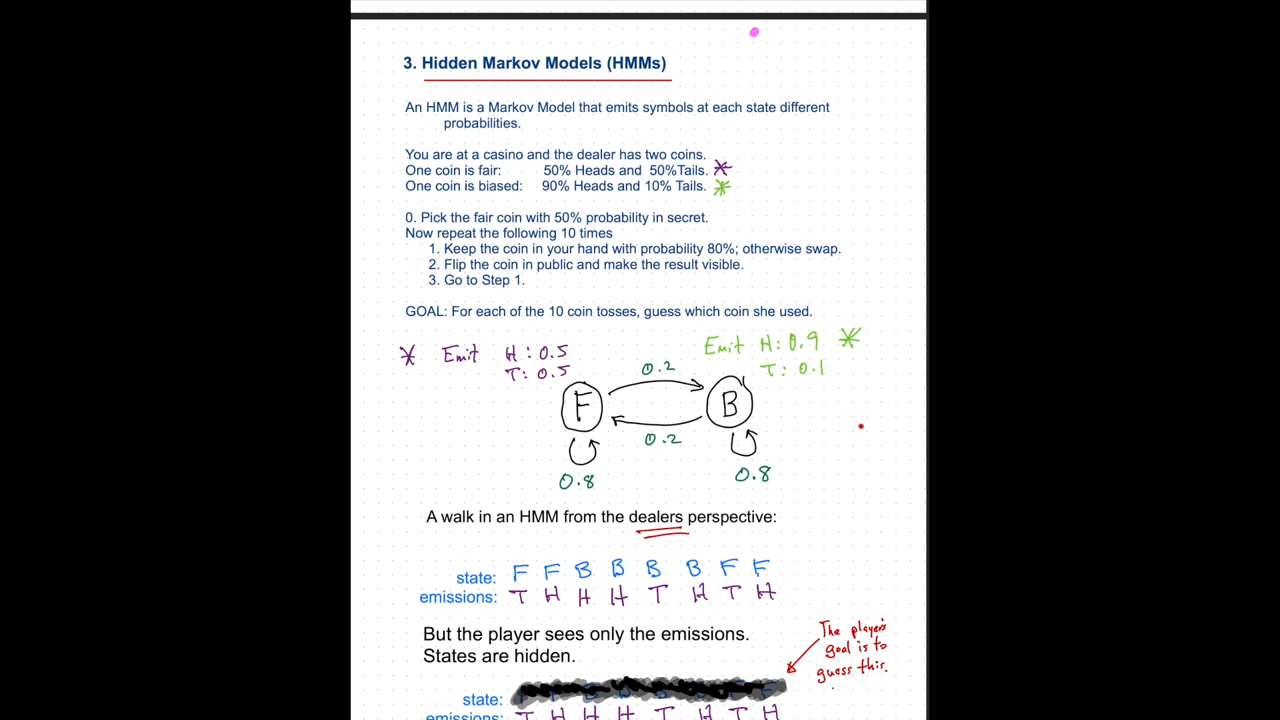 3. Hidden Markov Models (HMMs)
An HMM is a Markov Model that emits symbols at each state different
probabilities.
You are at a casino and the dealer has two coins.
One coin is fair: 50% Heads and 50%Tails.
One coin is biased: 90% Heads and 10% Tails.
0. Pick the fair coin with 50% probability in secret.
Now repeat the following 10 times
1. Keep the coin in your hand with probability 80%; otherwise swap.
2. Flip the coin in public and make the result visible.
3. Go to Step 1.
GOAL: For each of the 10 coin tosses, guess which coin she used.
Emit H: 0.5
T: 0.5
Emit H: 0.9
T: 0.1
0.2
F
B
0.2
0.8
0.8
A walk in an HMM from the dealers perspective:
state: F F B B B B F F
emissions: T H H H T H T H
But the player sees only the emissions.
States are hidden.
The player's
goal is to
guess this.
state:
emissions: T H H H T H T H